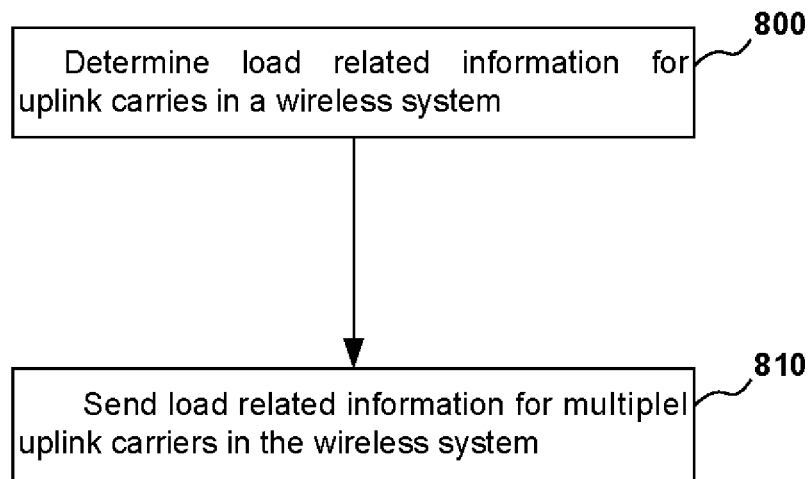 800
Determine load related information for
uplink carries in a wireless system
810
Send load related information for multiplel
uplink carriers in the wireless system